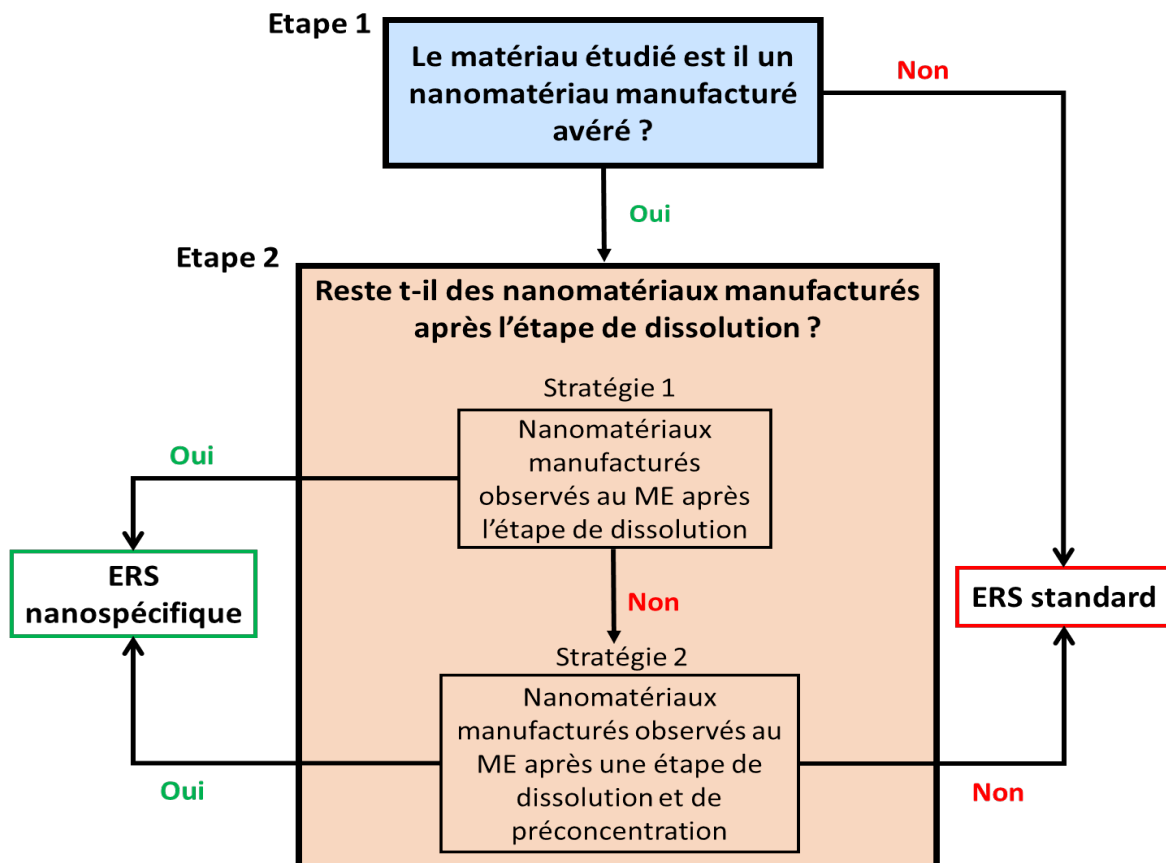 Etape 1
Le matériau étudié est il un
nanomatériau manufacturé
avéré ?
Non
Oui
Etape 2
Reste t-il des nanomatériaux manufacturés
après l’étape de dissolution ?
Stratégie 1
Nanomatériaux
manufacturés
observés au ME après
l’étape de dissolution
Oui
ERS
nanospécifique
Non
ERS standard
Stratégie 2
Nanomatériaux
manufacturés observés au
ME après une étape de
dissolution et de
préconcentration
Oui
Non